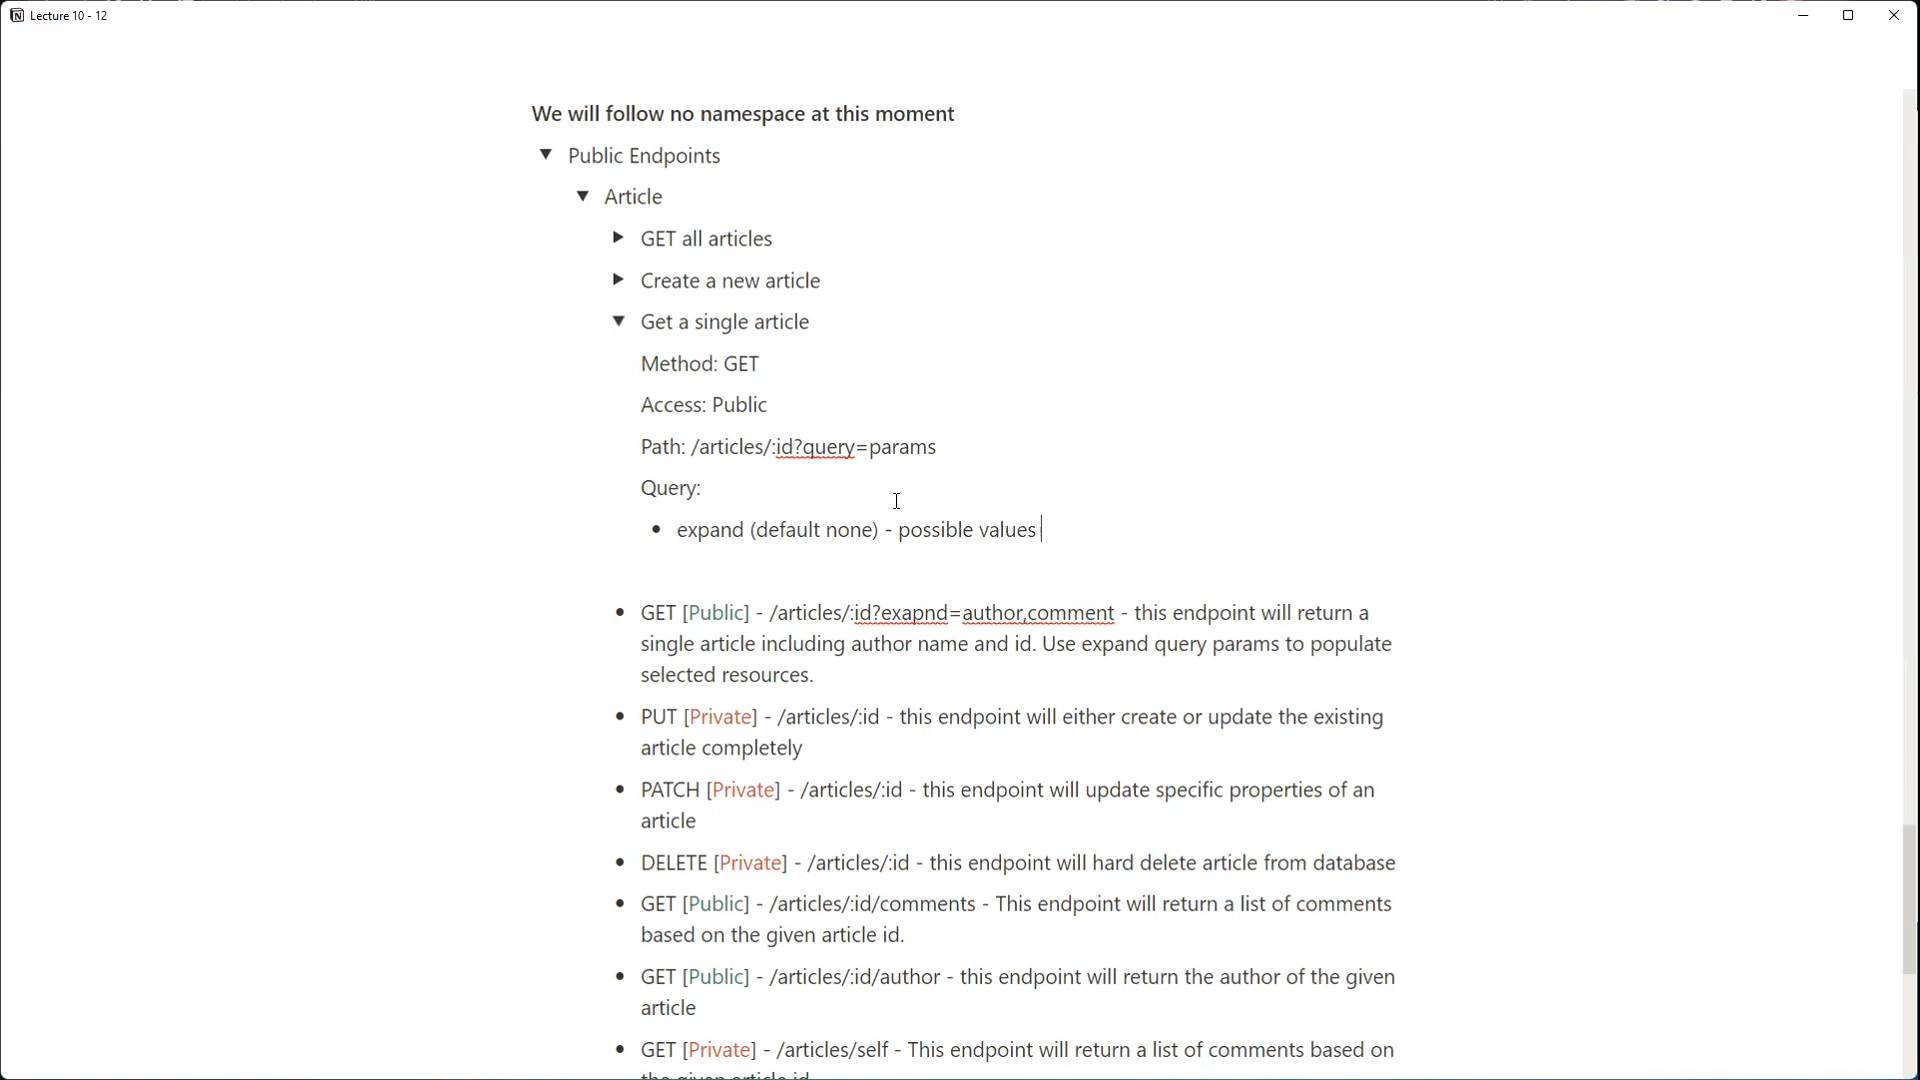 Lecture 10 - 12
We will follow no namespace at this moment
Public Endpoints
Article
GET all articles
Create a new article
Get a single article
Method: GET
Access: Public
Path: /articles/:id?query=params
Query:
expand (default none) - possible values
GET [Public] - /articles/:id?exapnd=author,comment - this endpoint will return a
single article including author name and id. Use expand query params to populate
selected resources.
PUT [Private] - /articles/:id - this endpoint will either create or update the existing
article completely
PATCH [Private] - /articles/:id - this endpoint will update specific properties of an
article
DELETE [Private] - /articles/:id - this endpoint will hard delete article from database
GET [Public] - /articles/:id/comments - This endpoint will return a list of comments
based on the given article id.
GET [Public] - /articles/:id/author - this endpoint will return the author of the given
article
GET [Private] - /articles/self - This endpoint will return a list of comments based on
the given article id